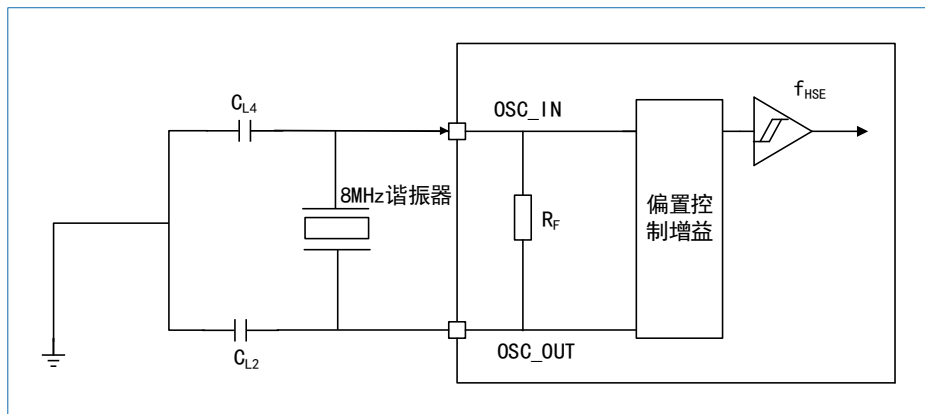 C_L4
f_HSE
OSC_IN
8MHz谐振器
R_F
偏置控
制增益
OSC_OUT
C_L2